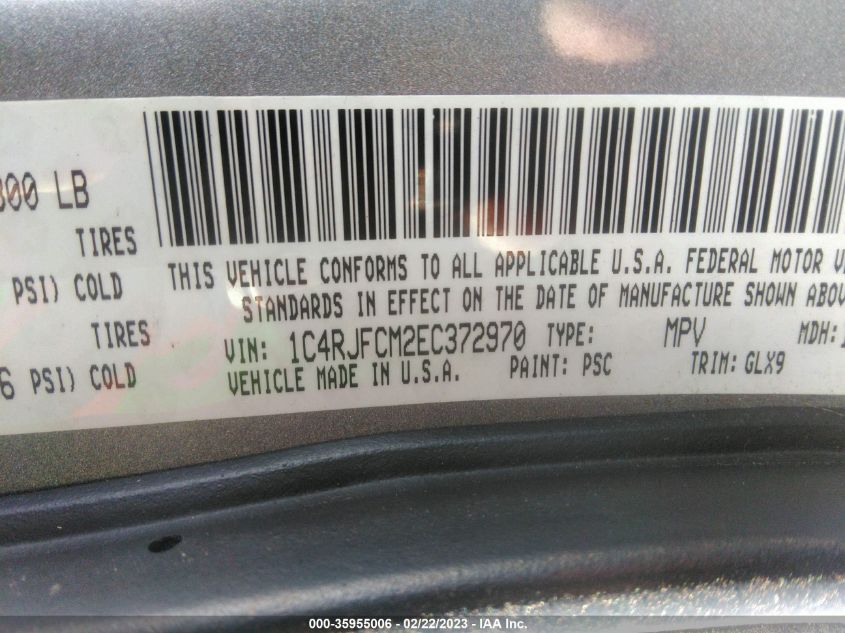 300 LB
TIRES
PSI) COLD
TIRES
6 PSI) COLD
THIS VEHICLE CONFORMS TO ALL APPLICABLE U.S.A. FEDERAL MOTOR V
STANDARDS IN EFFECT ON THE DATE OF MANUFACTURE SHOWN ABOV
VIN: 1C4RJFCM2EC372970 TYPE: MPV MDH:
VEHICLE MADE IN U.S.A. PAINT: PSC TRIM: GLX9
000-35955006 - 02/22/2023 - IAA Inc.